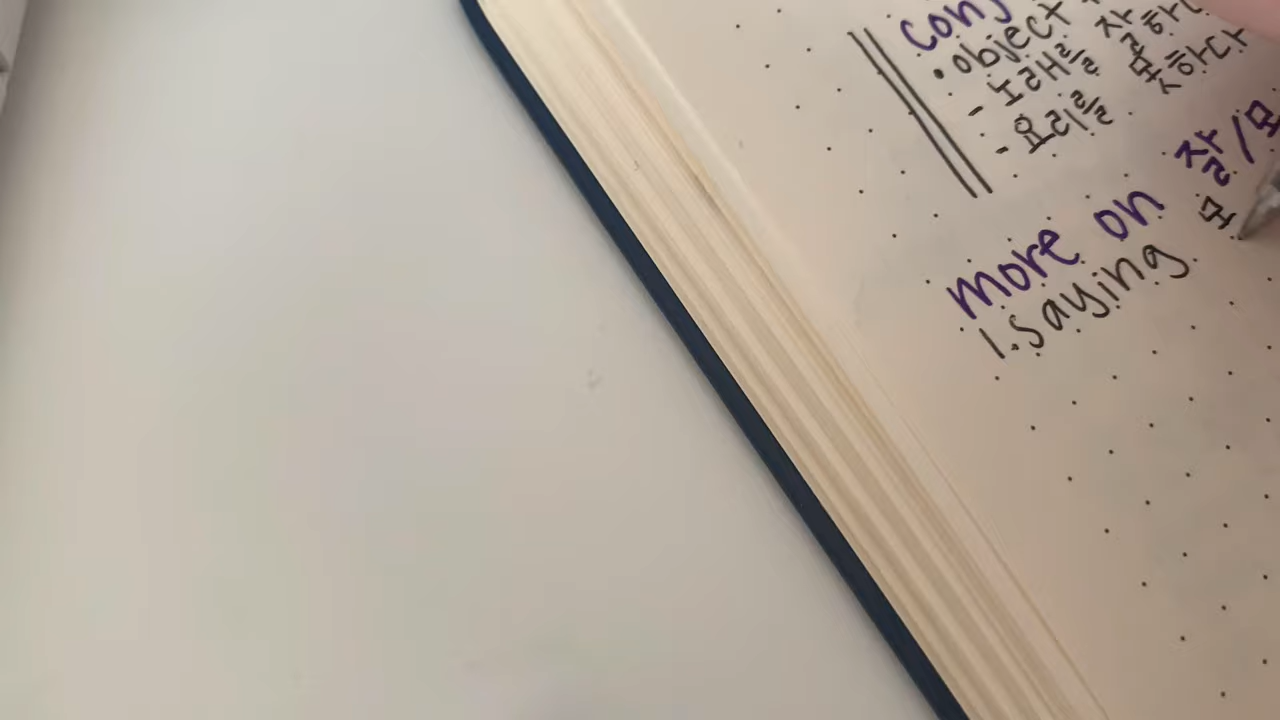 conj
• object
- 노래를 잘하다
- 요리를 못하다
more on 잘/못
1. saying 모